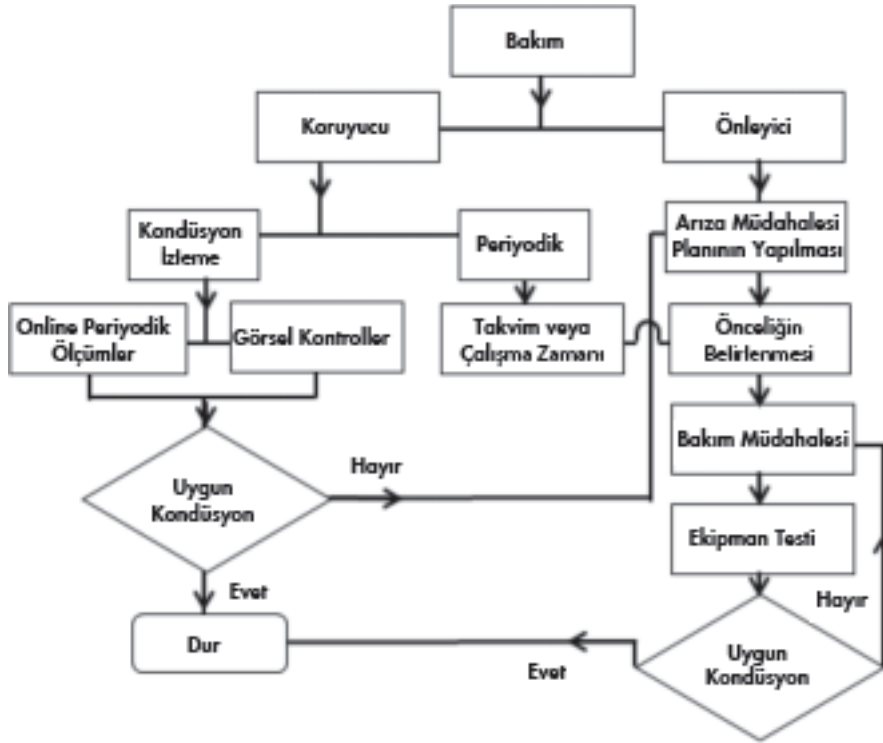 Bakım
Koruyucu
Önleyici
Kondüsyon
İzleme
Periyodik
Arıza Müdahalesi
Planının Yapılması
Online Periyodik
Ölçümler
Görsel Kontroller
Takvim veya
Çalışma Zamanı
Önceliğin
Belirlenmesi
Bakım Müdahalesi
Hayır
Uygun
Kondüsyon
Ekipman Testi
Evet
Hayır
Dur
Uygun
Kondüsyon
Evet